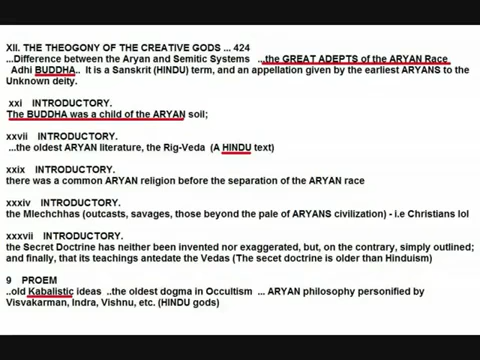 XII. THE THEOGONY OF THE CREATIVE GODS ... 424
...Difference between the Aryan and Semitic Systems ...the GREAT ADEPTS of the ARYAN Race
Adhi BUDDHA.. It is a Sanskrit (HINDU) term, and an appellation given by the earliest ARYANS to the
Unknown deity.
xxi INTRODUCTORY.
The BUDDHA was a child of the ARYAN soil;
xxvii INTRODUCTORY.
...the oldest ARYAN literature, the Rig-Veda (A HINDU text)
xxix INTRODUCTORY.
there was a common ARYAN religion before the separation of the ARYAN race
xxxiv INTRODUCTORY.
the Mlechchhas (outcasts, savages, those beyond the pale of ARYANS civilization) - i.e Christians lol
xxxvii INTRODUCTORY.
the Secret Doctrine has neither been invented nor exaggerated, but, on the contrary, simply outlined;
and finally, that its teachings antedate the Vedas (The secet doctrine is older than Hinduism)
9 PROEM
..old Kabalistic ideas ..the oldest dogma in Occultism ... ARYAN philosophy personified by
Visvakarman, Indra, Vishnu, etc. (HINDU gods)